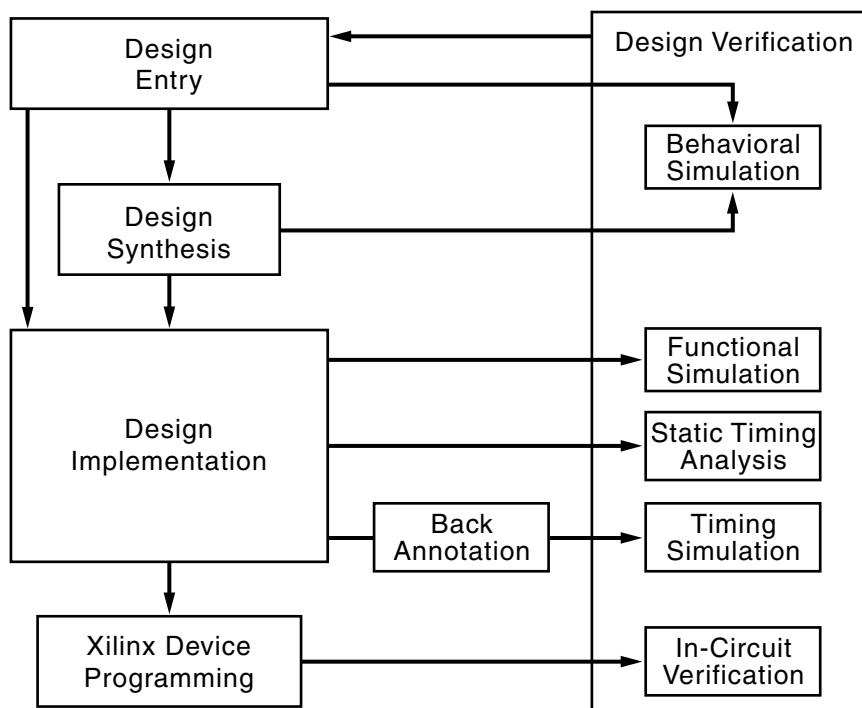 Design
Entry
Design Verification
Behavioral
Simulation
Design
Synthesis
Functional
Simulation
Design
Implementation
Static Timing
Analysis
Back
Annotation
Timing
Simulation
Xilinx Device
Programming
In-Circuit
Verification